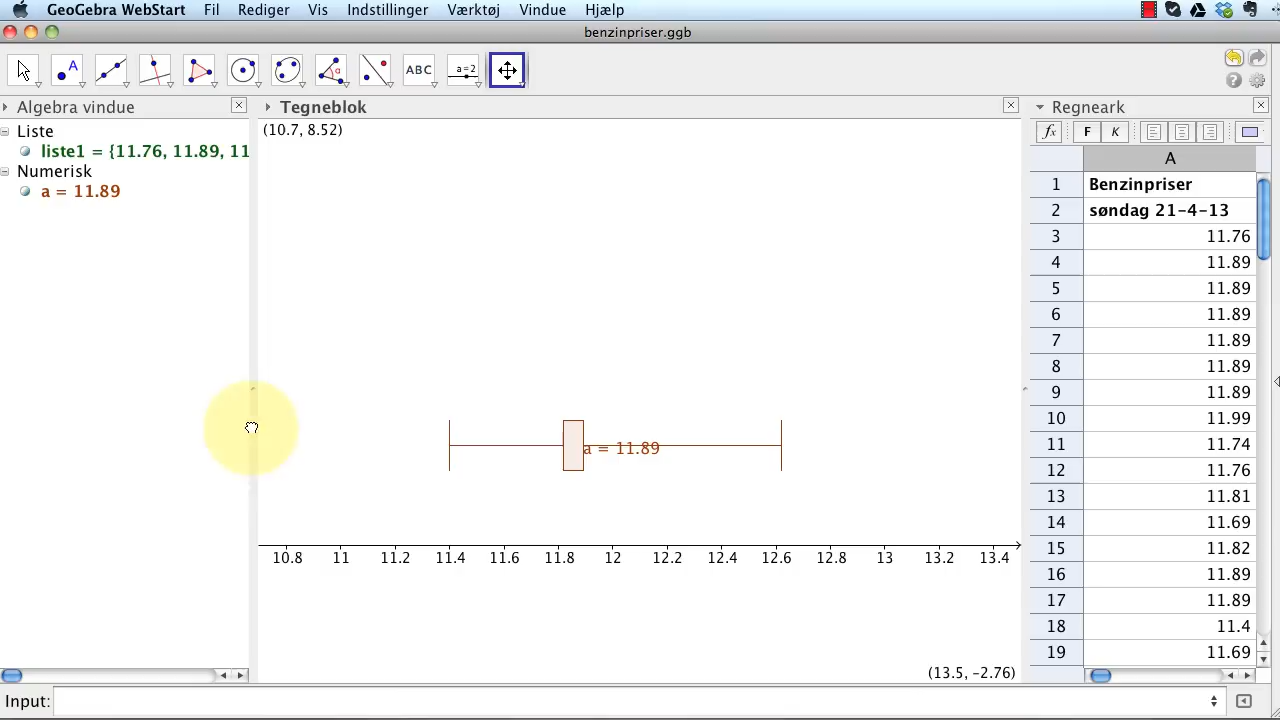 GeoGebra WebStart Fil Rediger Vis Indstillinger Værktøj Vindue Hjælp
benzinpriser.ggb
A ABC a=2
Algebra vindue
Tegneblok
Regneark
Liste
liste1 = {11.76, 11.89, 11
Numerisk
a = 11.89
(10.7, 8.52)
a = 11.89
10.8 11 11.2 11.4 11.6 11.8 12 12.2 12.4 12.6 12.8 13 13.2 13.4
(13.5, -2.76)
fx F K
A
1 Benzinpriser
2 søndag 21-4-13
3 11.76
4 11.89
5 11.89
6 11.89
7 11.89
8 11.89
9 11.89
10 11.99
11 11.74
12 11.76
13 11.81
14 11.69
15 11.82
16 11.89
17 11.89
18 11.4
19 11.69
Input: